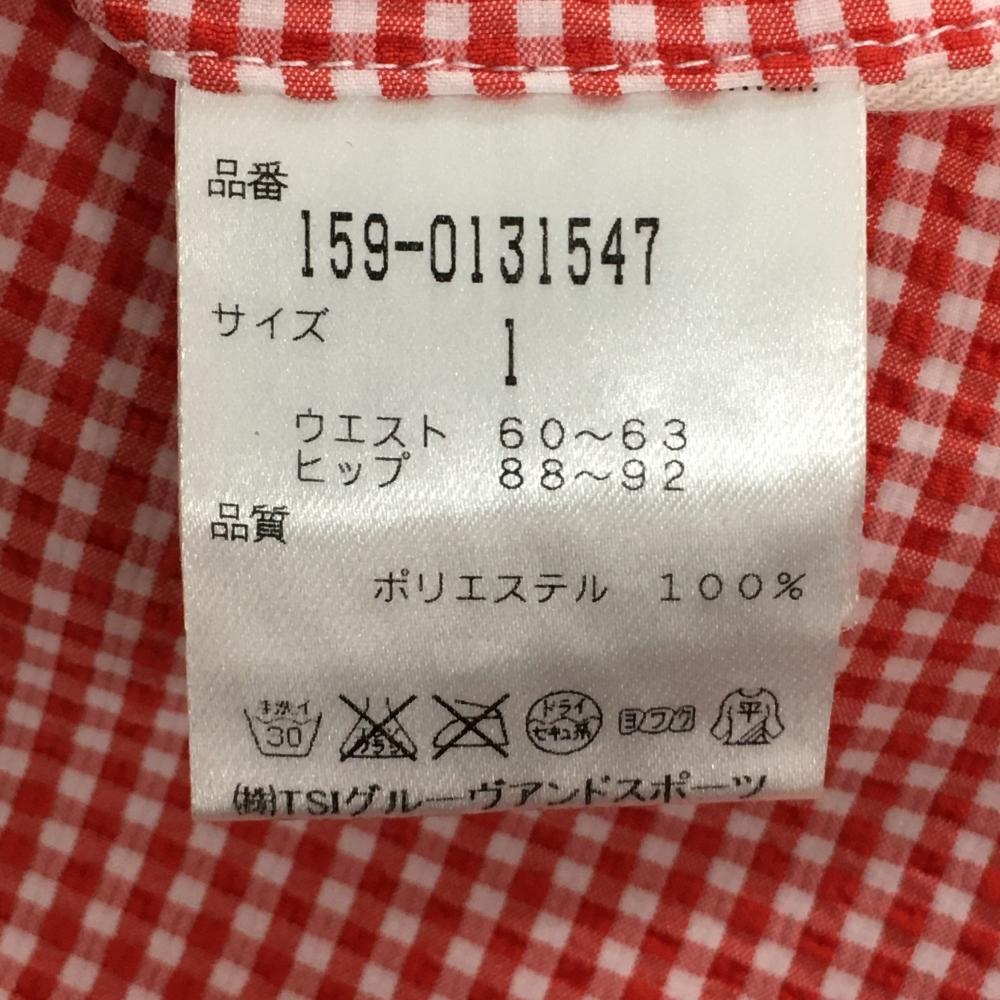 品番
159-0131547
サイズ
1
ウエスト 60〜63
ヒップ 88〜92
品質
ポリエステル 100%
手洗イ
30
ドライ
セキュ系
ヨワク
平
(株)TSIグルーヴアンドスポーツ